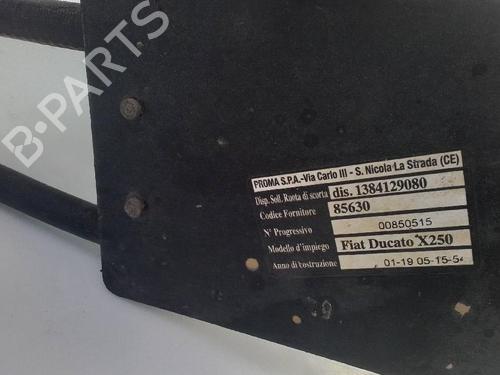 B-PARTS
PROMA S.P.A.-Via Carlo III - S. Nicola La Strada (CE)
Disp. Soll. Ruota di scorta dis. 1384129080
Codice Fornitore 85630
N° Progressivo 00850515
Modello d'impiego Fiat Ducato X250
Anno di costruzione 01-19 05-15-5